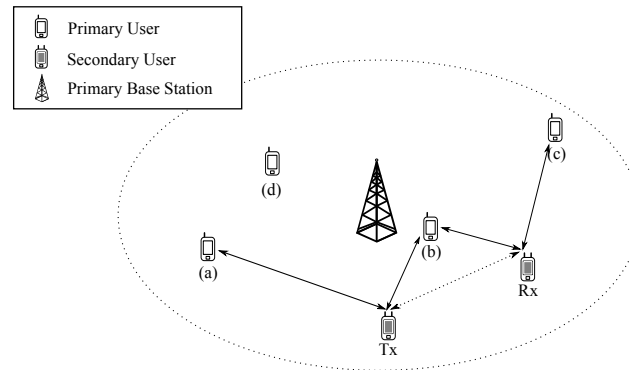 Primary User
Secondary User
Primary Base Station
(c)
(d)
(b)
(a)
Rx
Tx